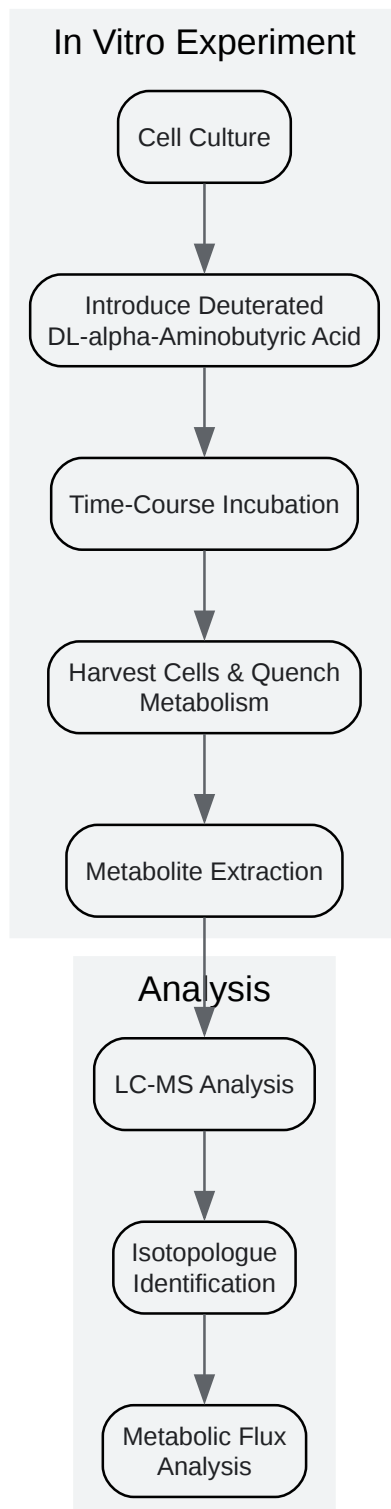 In Vitro Experiment
Cell Culture
Introduce Deuterated
DL-alpha-Aminobutyric Acid
Time-Course Incubation
Harvest Cells & Quench
Metabolism
Metabolite Extraction
Analysis
LC-MS Analysis
Isotopologue
Identification
Metabolic Flux
Analysis